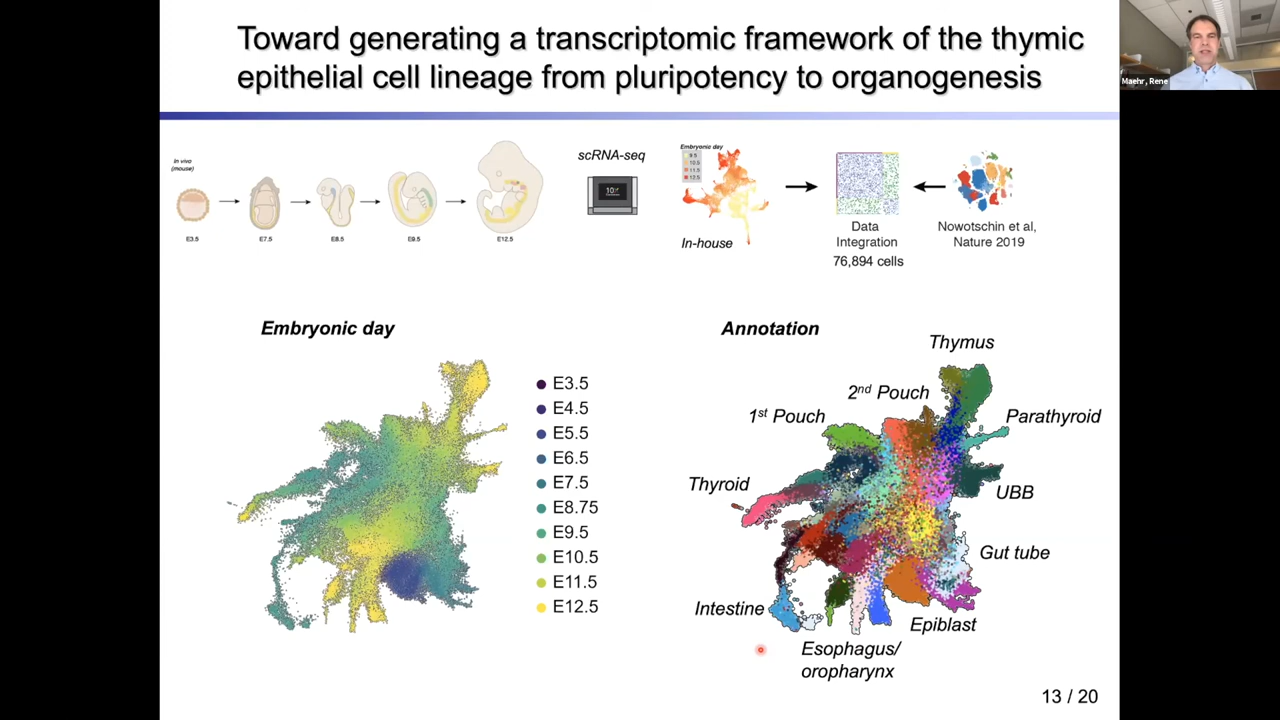 Toward generating a transcriptomic framework of the thymic
epithelial cell lineage from pluripotency to organogenesis
Maehr, Rene
In vivo
(mouse)
E3.5
E7.5
E8.5
E9.5
E12.5
scRNA-seq
10X
Embryonic day
9.5
10.5
11.5
12.5
In-house
Data
Integration
76,894 cells
Nowotschin et al,
Nature 2019
Embryonic day
E3.5
E4.5
E5.5
E6.5
E7.5
E8.75
E9.5
E10.5
E11.5
E12.5
Annotation
Thymus
2nd Pouch
1st Pouch
Parathyroid
Thyroid
UBB
Gut tube
Intestine
Epiblast
Esophagus/
oropharynx
13 / 20